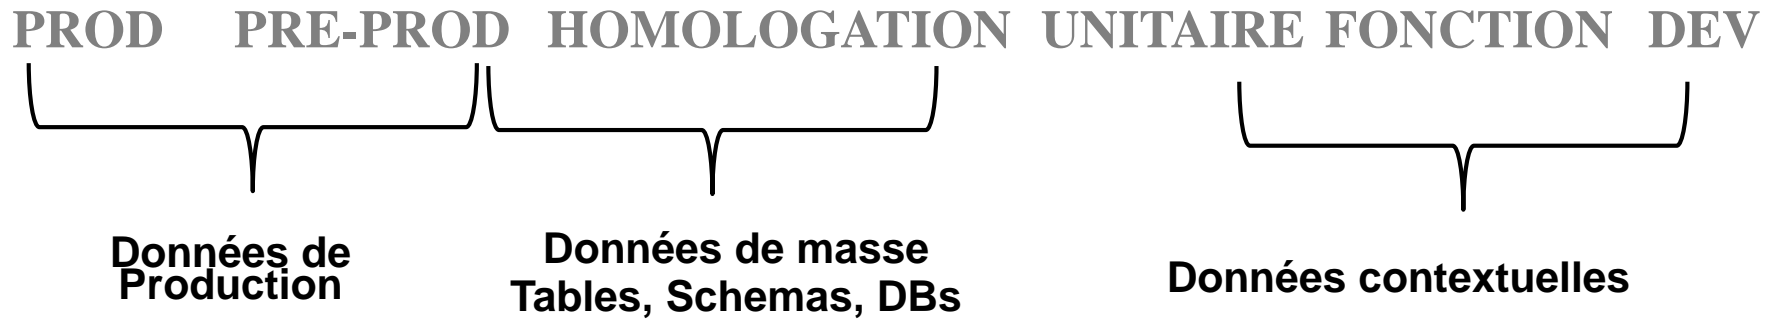 PROD PRE-PROD HOMOLOGATION UNITAIRE FONCTION DEV
Données de
Production
Données de masse
Tables, Schemas, DBs
Données contextuelles